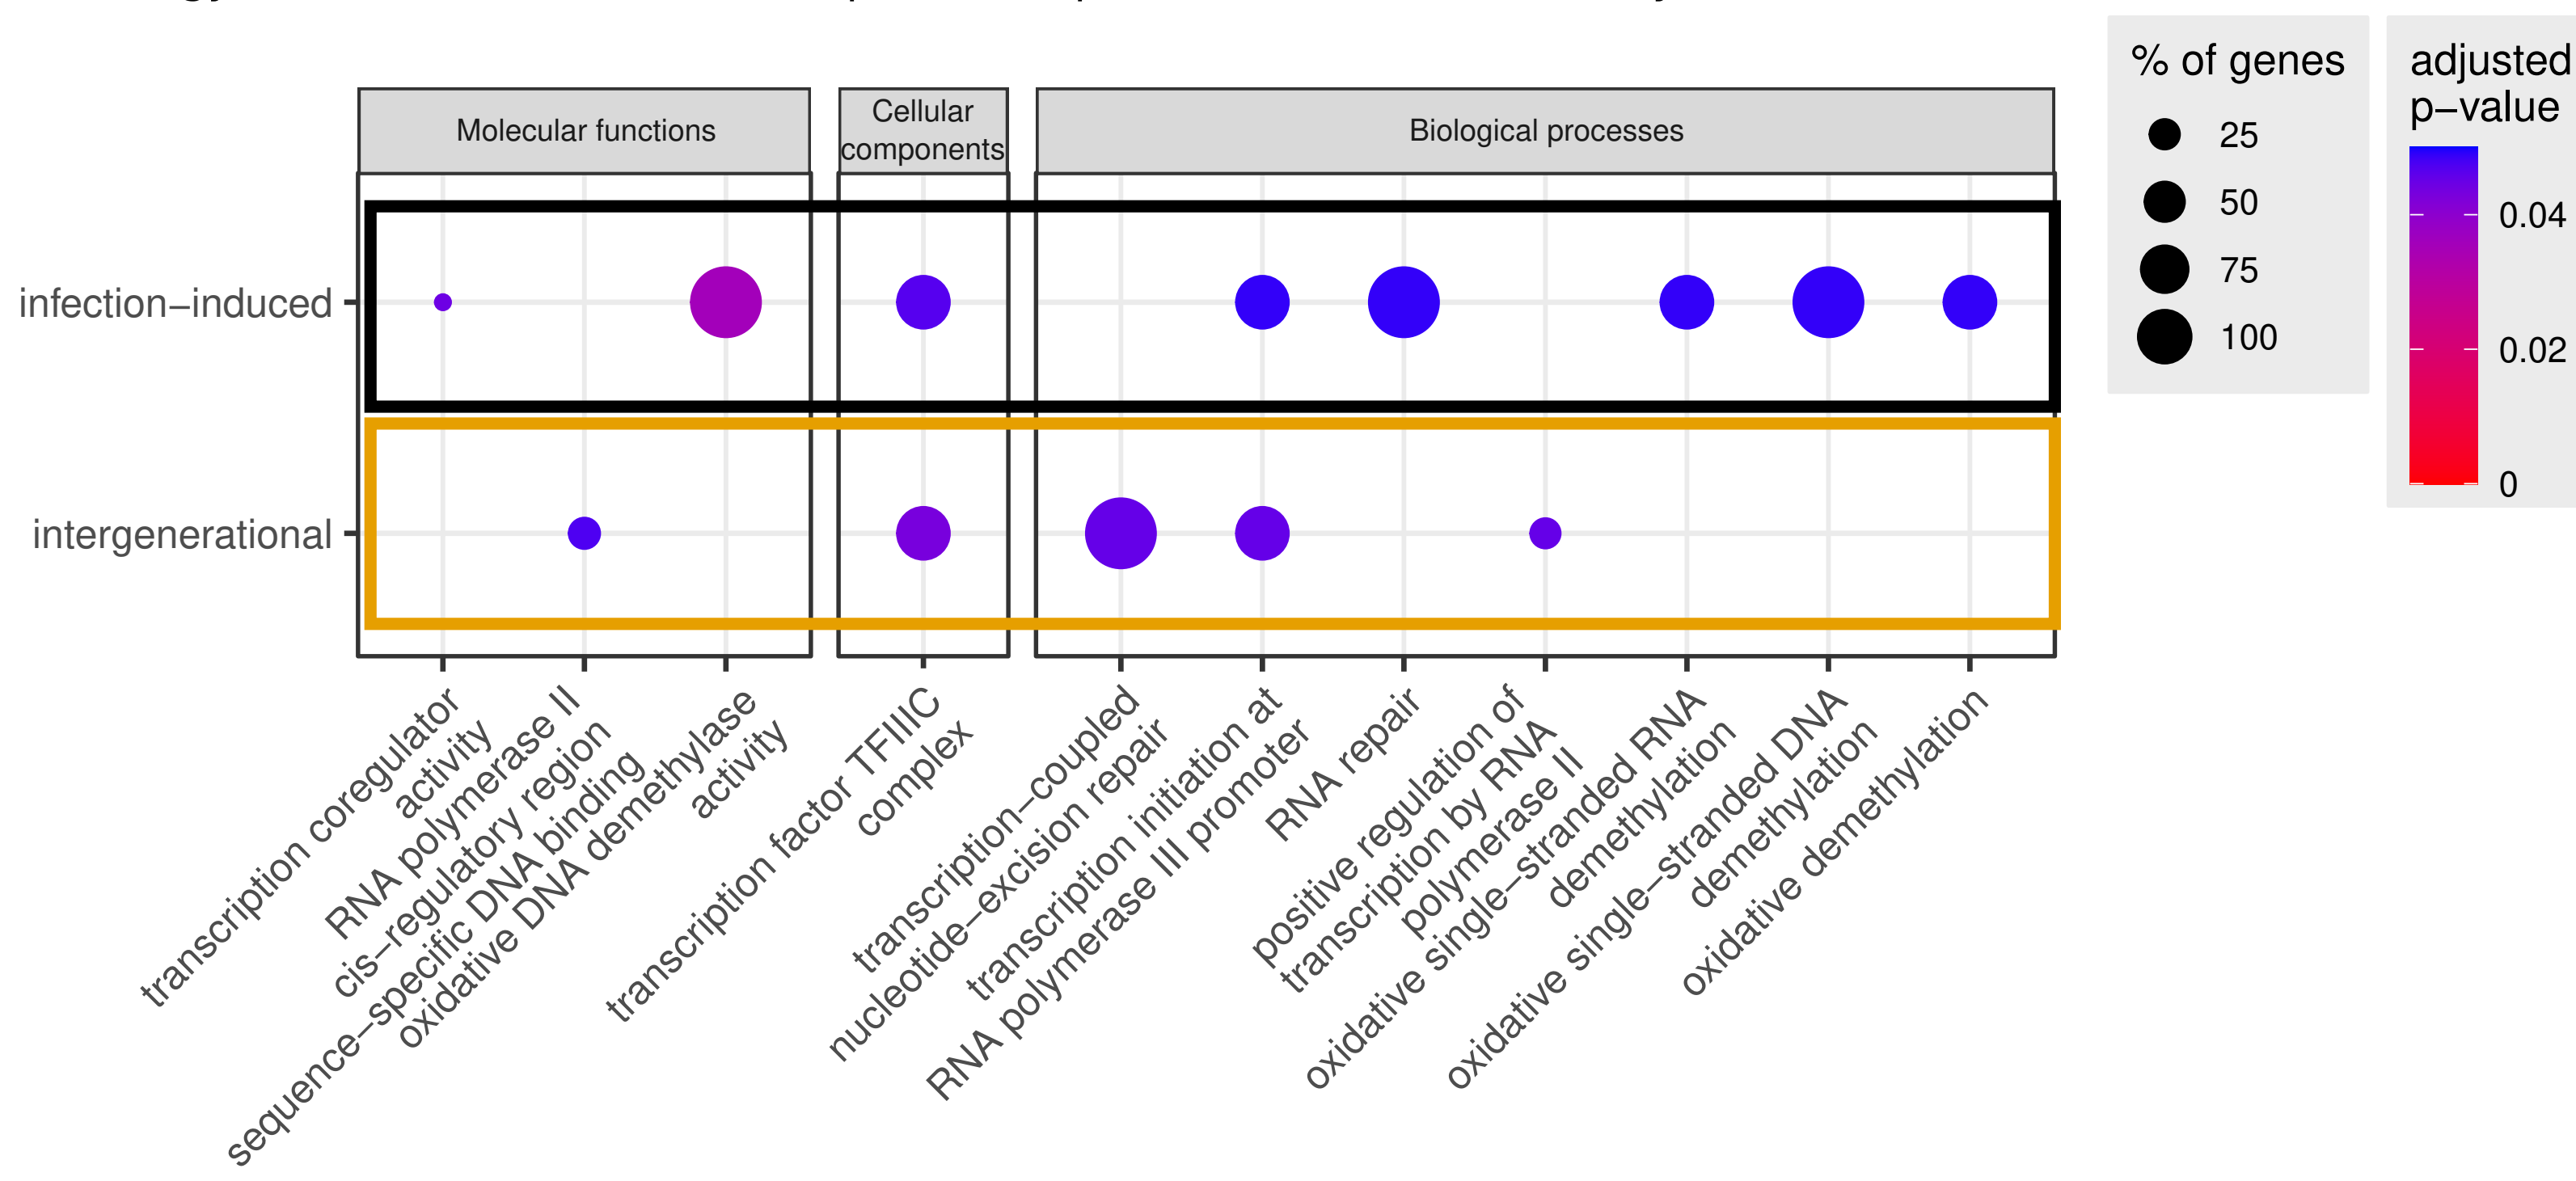 % of genes
25
50
75
100
adjusted
p−value
0.04
0.02
0
Molecular functions
Cellular
components
Biological processes
infection−induced
intergenerational
transcription coregulator
activity
RNA polymerase II
cis−regulatory region
sequence−specific DNA binding
oxidative DNA demethylase
activity
transcription factor TFIIIC
complex
transcription−coupled
nucleotide−excision repair
transcription initiation at
RNA polymerase III promoter
RNA repair
positive regulation of
transcription by RNA
polymerase II
oxidative single−stranded RNA
demethylation
oxidative single−stranded DNA
demethylation
oxidative demethylation